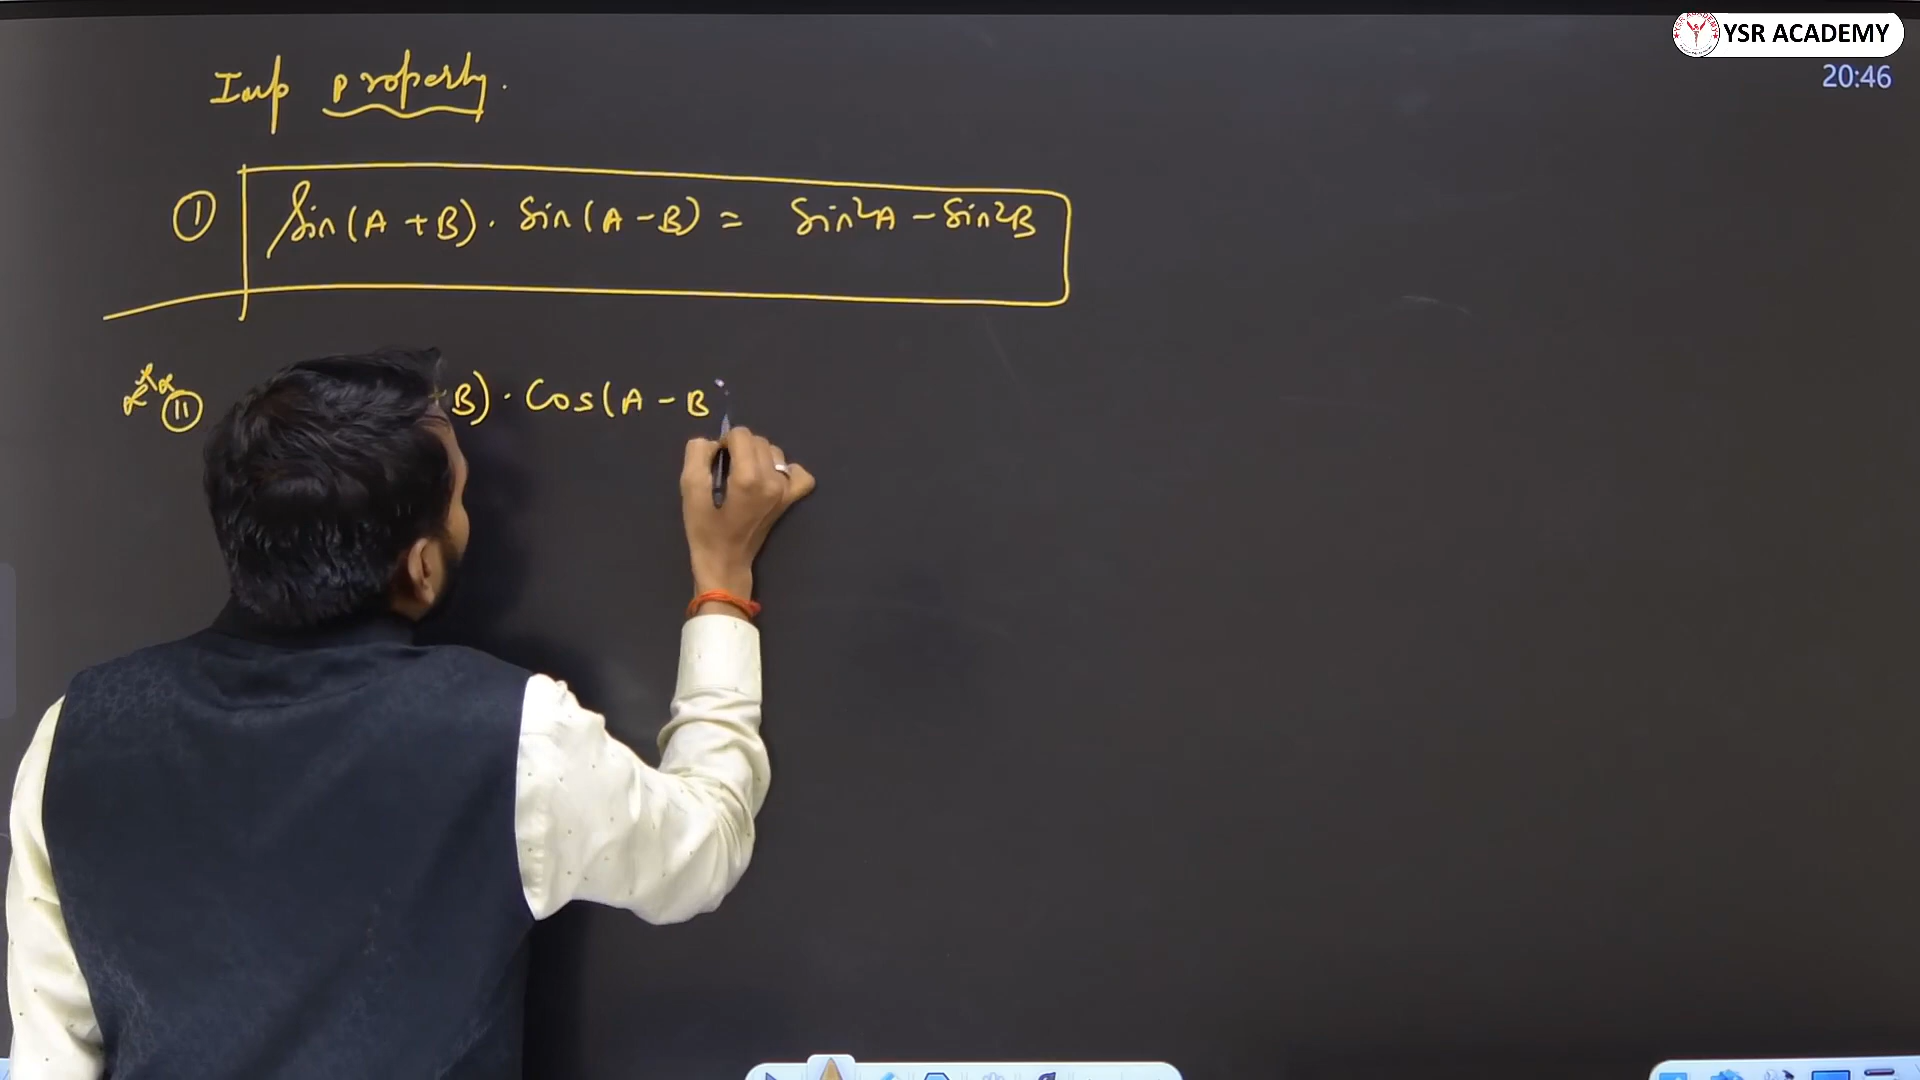 YSR ACADEMY
20:46
Imp property.
① Sin(A + B) · Sin(A - B) = Sin²A - Sin²B
⑪ + B) · Cos(A - B